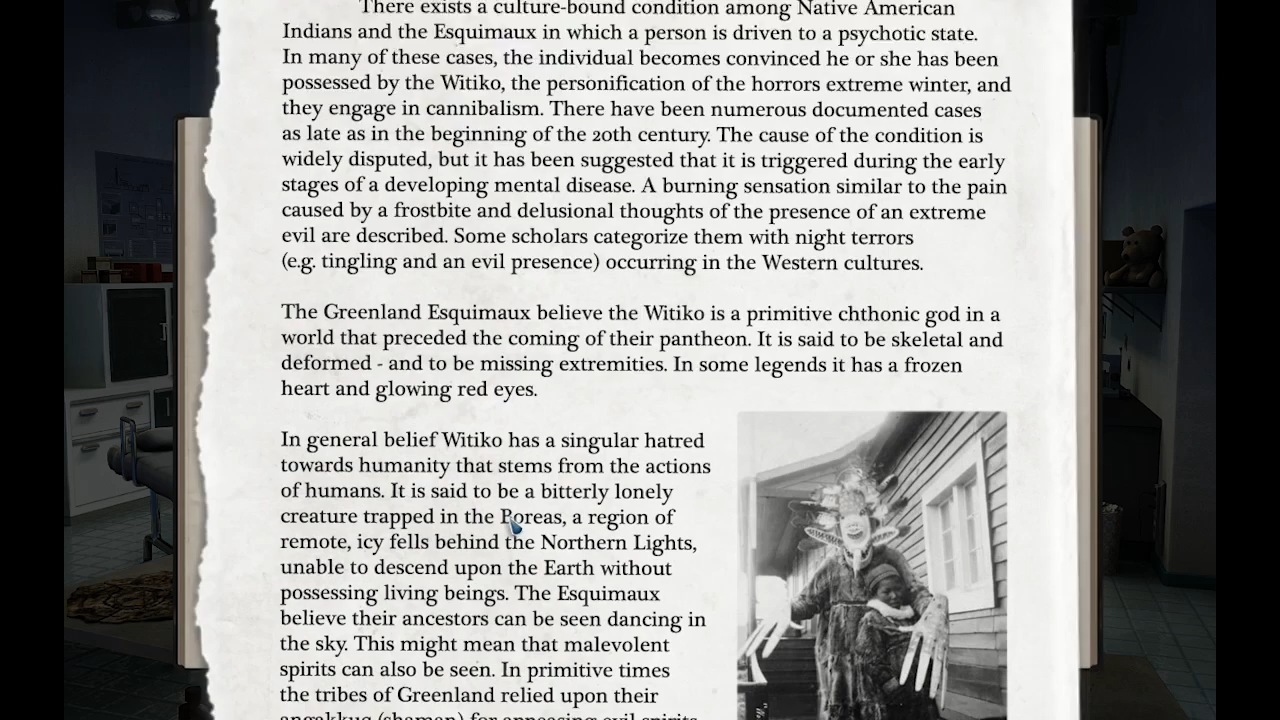 There exists a culture-bound condition among Native American
Indians and the Esquimaux in which a person is driven to a psychotic state.
In many of these cases, the individual becomes convinced he or she has been
possessed by the Witiko, the personification of the horrors extreme winter, and
they engage in cannibalism. There have been numerous documented cases
as late as in the beginning of the 20th century. The cause of the condition is
widely disputed, but it has been suggested that it is triggered during the early
stages of a developing mental disease. A burning sensation similar to the pain
caused by a frostbite and delusional thoughts of the presence of an extreme
evil are described. Some scholars categorize them with night terrors
(e.g. tingling and an evil presence) occurring in the Western cultures.
The Greenland Esquimaux believe the Witiko is a primitive chthonic god in a
world that preceded the coming of their pantheon. It is said to be skeletal and
deformed - and to be missing extremities. In some legends it has a frozen
heart and glowing red eyes.
In general belief Witiko has a singular hatred
towards humanity that stems from the actions
of humans. It is said to be a bitterly lonely
creature trapped in the Poreas, a region of
remote, icy fells behind the Northern Lights,
unable to descend upon the Earth without
possessing living beings. The Esquimaux
believe their ancestors can be seen dancing in
the sky. This might mean that malevolent
spirits can also be seen. In primitive times
the tribes of Greenland relied upon their
angakkuq (shaman) for appeasing evil spirits.